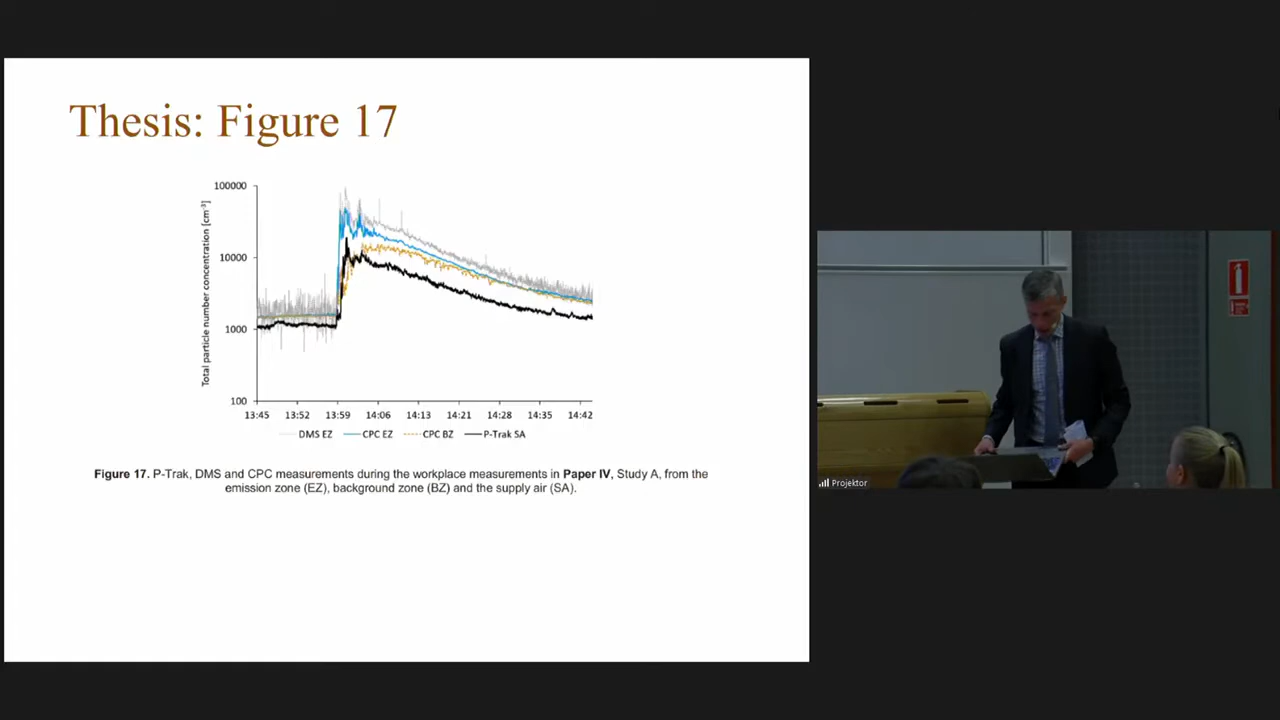 Thesis: Figure 17
Total particle number concentration [cm⁻³]
100000
10000
1000
100
13:45 13:52 13:59 14:06 14:13 14:21 14:28 14:35 14:42
DMS EZ CPC EZ CPC BZ P-Trak SA
Figure 17. P-Trak, DMS and CPC measurements during the workplace measurements in Paper IV, Study A, from the
emission zone (EZ), background zone (BZ) and the supply air (SA).
Projektor